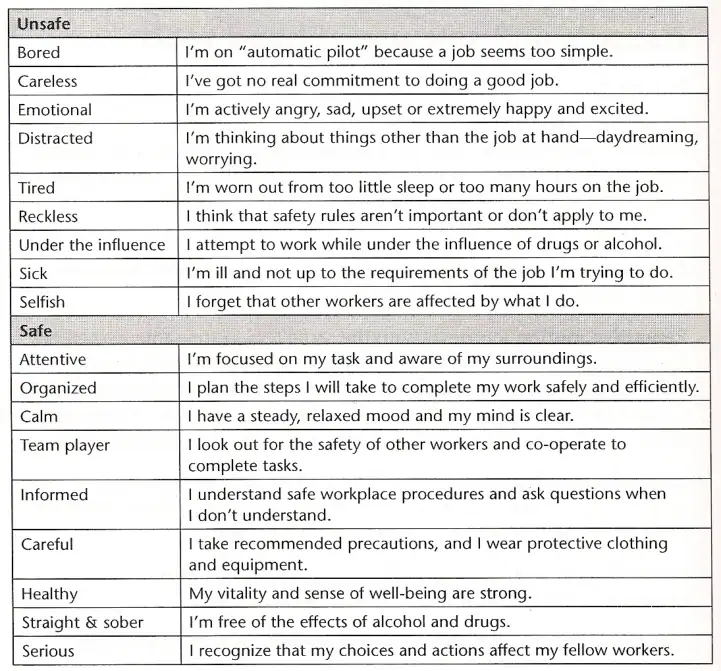 Unsafe
Bored I'm on "automatic pilot" because a job seems too simple.
Careless I've got no real commitment to doing a good job.
Emotional I'm actively angry, sad, upset or extremely happy and excited.
Distracted I'm thinking about things other than the job at hand—daydreaming,
worrying.
Tired I'm worn out from too little sleep or too many hours on the job.
Reckless I think that safety rules aren't important or don't apply to me.
Under the influence I attempt to work while under the influence of drugs or alcohol.
Sick I'm ill and not up to the requirements of the job I'm trying to do.
Selfish I forget that other workers are affected by what I do.
Safe
Attentive I'm focused on my task and aware of my surroundings.
Organized I plan the steps I will take to complete my work safely and efficiently.
Calm I have a steady, relaxed mood and my mind is clear.
Team player I look out for the safety of other workers and co-operate to
complete tasks.
Informed I understand safe workplace procedures and ask questions when
I don't understand.
Careful I take recommended precautions, and I wear protective clothing
and equipment.
Healthy My vitality and sense of well-being are strong.
Straight & sober I'm free of the effects of alcohol and drugs.
Serious I recognize that my choices and actions affect my fellow workers.